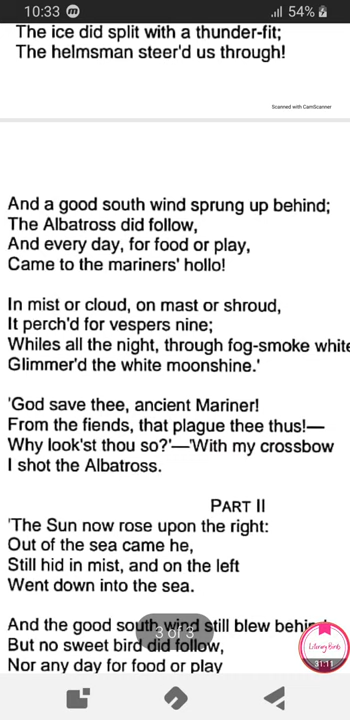 10:33 m 54%
The ice did split with a thunder-fit;
The helmsman steer'd us through!
Scanned with CamScanner
And a good south wind sprung up behind;
The Albatross did follow,
And every day, for food or play,
Came to the mariners' hollo!
In mist or cloud, on mast or shroud,
It perch'd for vespers nine;
Whiles all the night, through fog-smoke white
Glimmer'd the white moonshine.'
'God save thee, ancient Mariner!
From the fiends, that plague thee thus!—
Why look'st thou so?'—'With my crossbow
I shot the Albatross.
PART II
'The Sun now rose upon the right:
Out of the sea came he,
Still hid in mist, and on the left
Went down into the sea.
And the good south wind still blew behind
But no sweet bird did follow,
Nor any day for food or play
3 of 3
31:11